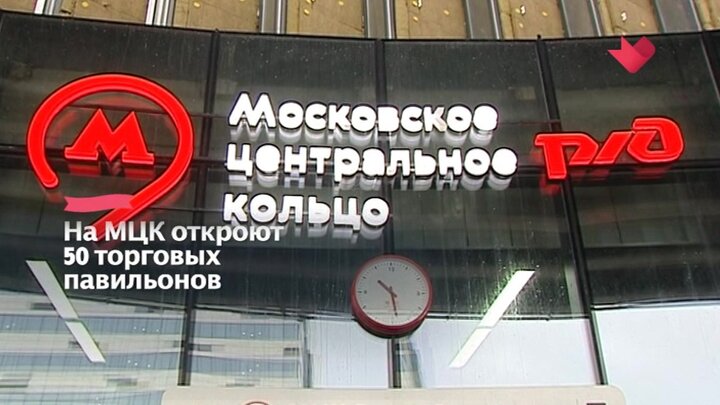 М
Московское
центральное
кольцо
РЖД
На МЦК откроют
50 торговых
павильонов